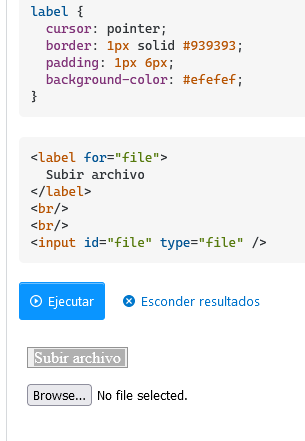 label {
  cursor: pointer;
  border: 1px solid #939393;
  padding: 1px 6px;
  background-color: #efefef;
}
<label for="file">
  Subir archivo
</label>
<br/>
<br/>
<input id="file" type="file" />
Ejecutar Esconder resultados
Subir archivo
Browse... No file selected.